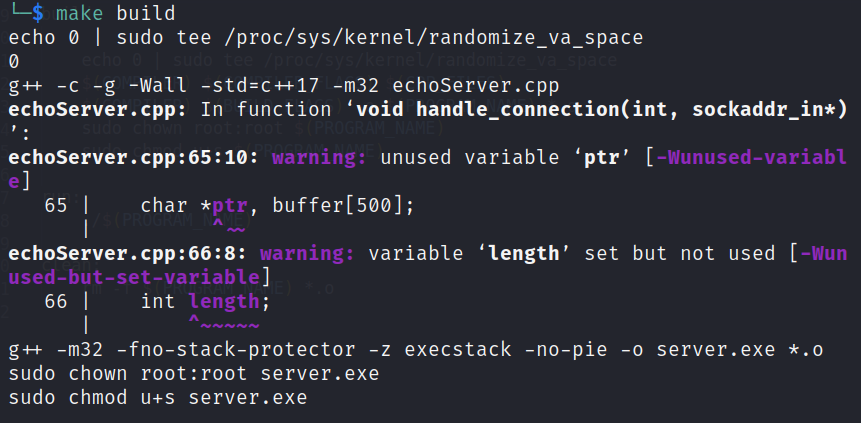 └─$ make build
echo 0 | sudo tee /proc/sys/kernel/randomize_va_space
0
g++ -c -g -Wall -std=c++17 -m32 echoServer.cpp
echoServer.cpp: In function ‘void handle_connection(int, sockaddr_in*)
’:
echoServer.cpp:65:10: warning: unused variable ‘ptr’ [-Wunused-variabl
e]
   65 |    char *ptr, buffer[500];
      |          ^~~
echoServer.cpp:66:8: warning: variable ‘length’ set but not used [-Wun
used-but-set-variable]
   66 |    int length;
      |        ^~~~~~
g++ -m32 -fno-stack-protector -z execstack -no-pie -o server.exe *.o
sudo chown root:root server.exe
sudo chmod u+s server.exe